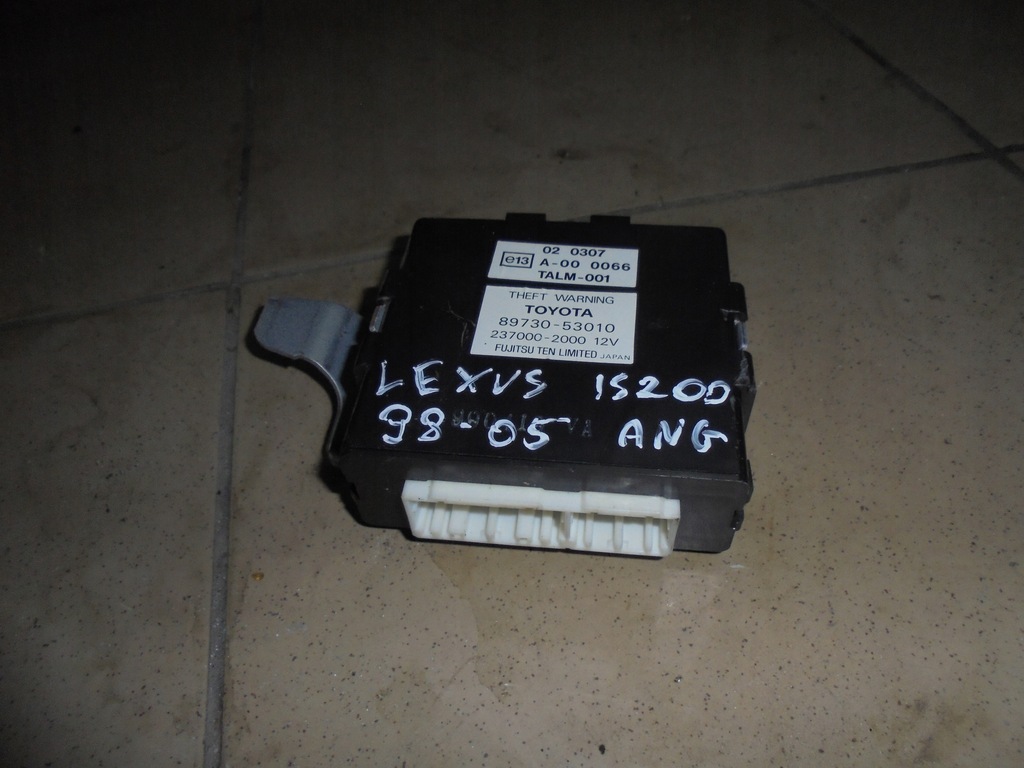 02 0307
e13 A-00 0066
TALM-001
THEFT WARNING
TOYOTA
89730-53010
237000-2000 12V
FUJITSU TEN LIMITED JAPAN
LEXUS IS200
98-05 ANG